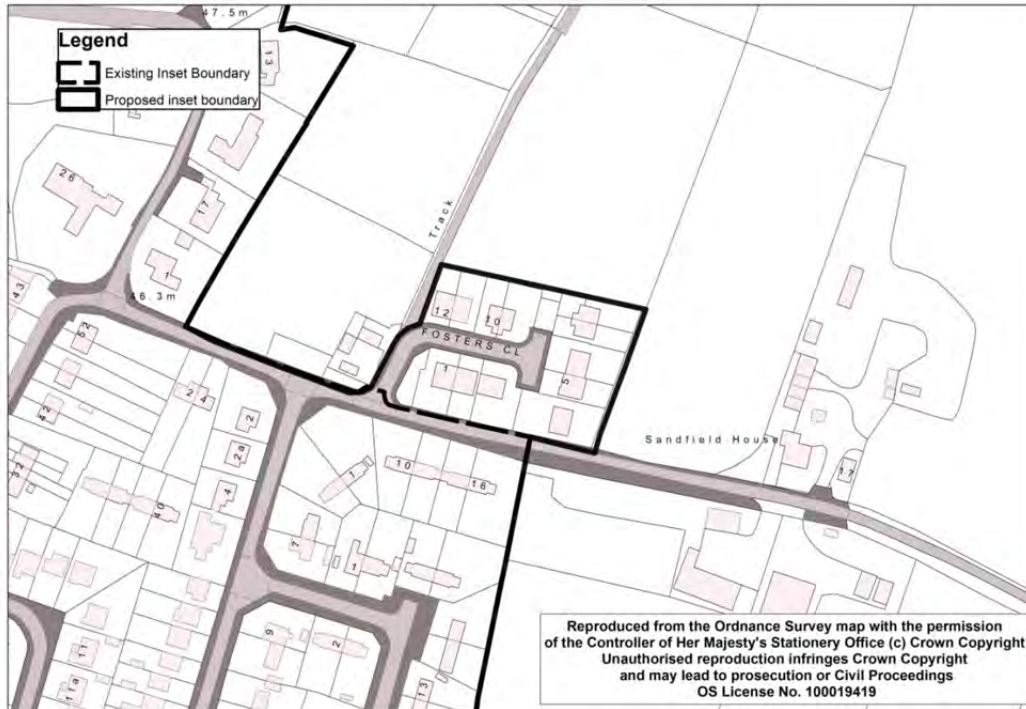 47.5m
Legend
Existing Inset Boundary
Proposed inset boundary
13
26
17
Track
1
46.3m
43
12
10
FOSTERS CL
1
5
52
24
42
2
2a
Sandfield House
17
32
40
4
1
10
16
7
1
9
2
11
11a
13
Reproduced from the Ordnance Survey map with the permission
of the Controller of Her Majesty's Stationery Office (c) Crown Copyright
Unauthorised reproduction infringes Crown Copyright
and may lead to prosecution or Civil Proceedings
OS License No. 100019419